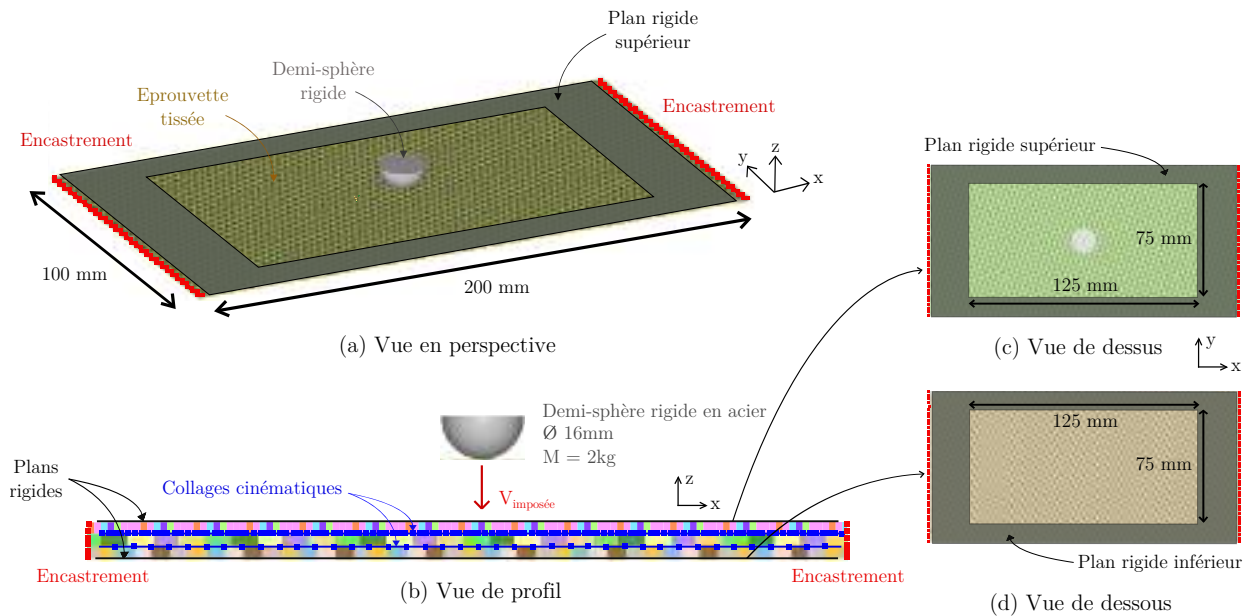 Plan rigide
supérieur
Demi-sphère
rigide
Eprouvette
tissée
Encastrement
Encastrement
y
z
x
100 mm
200 mm
(a) Vue en perspective
Plan rigide supérieur
75 mm
125 mm
(c) Vue de dessus
y
x
Demi-sphère rigide en acier
Ø 16mm
M = 2kg
Plans
rigides
Collages cinématiques
Vimposée
z
x
Encastrement
Encastrement
(b) Vue de profil
125 mm
75 mm
Plan rigide inférieur
(d) Vue de dessous